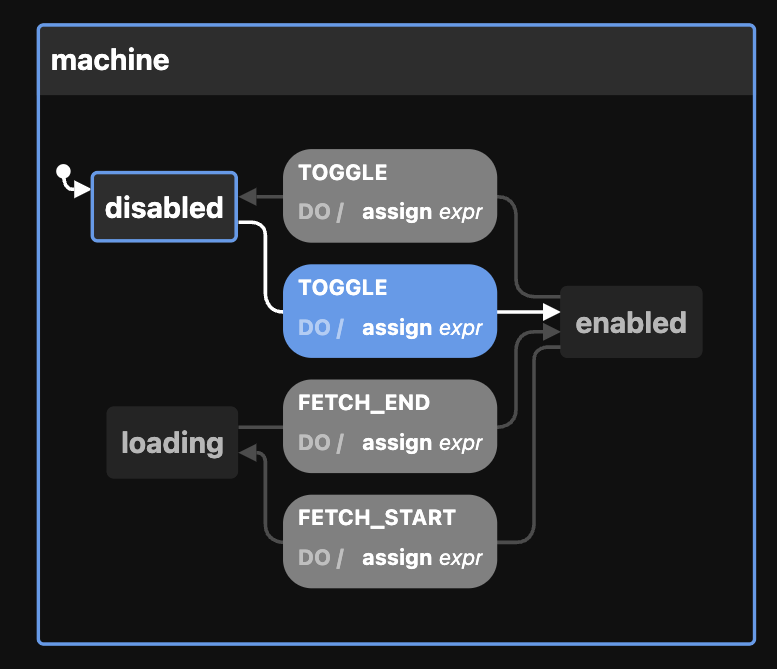 machine
disabled
TOGGLE
DO / assign expr
TOGGLE
DO / assign expr
enabled
loading
FETCH_END
DO / assign expr
FETCH_START
DO / assign expr